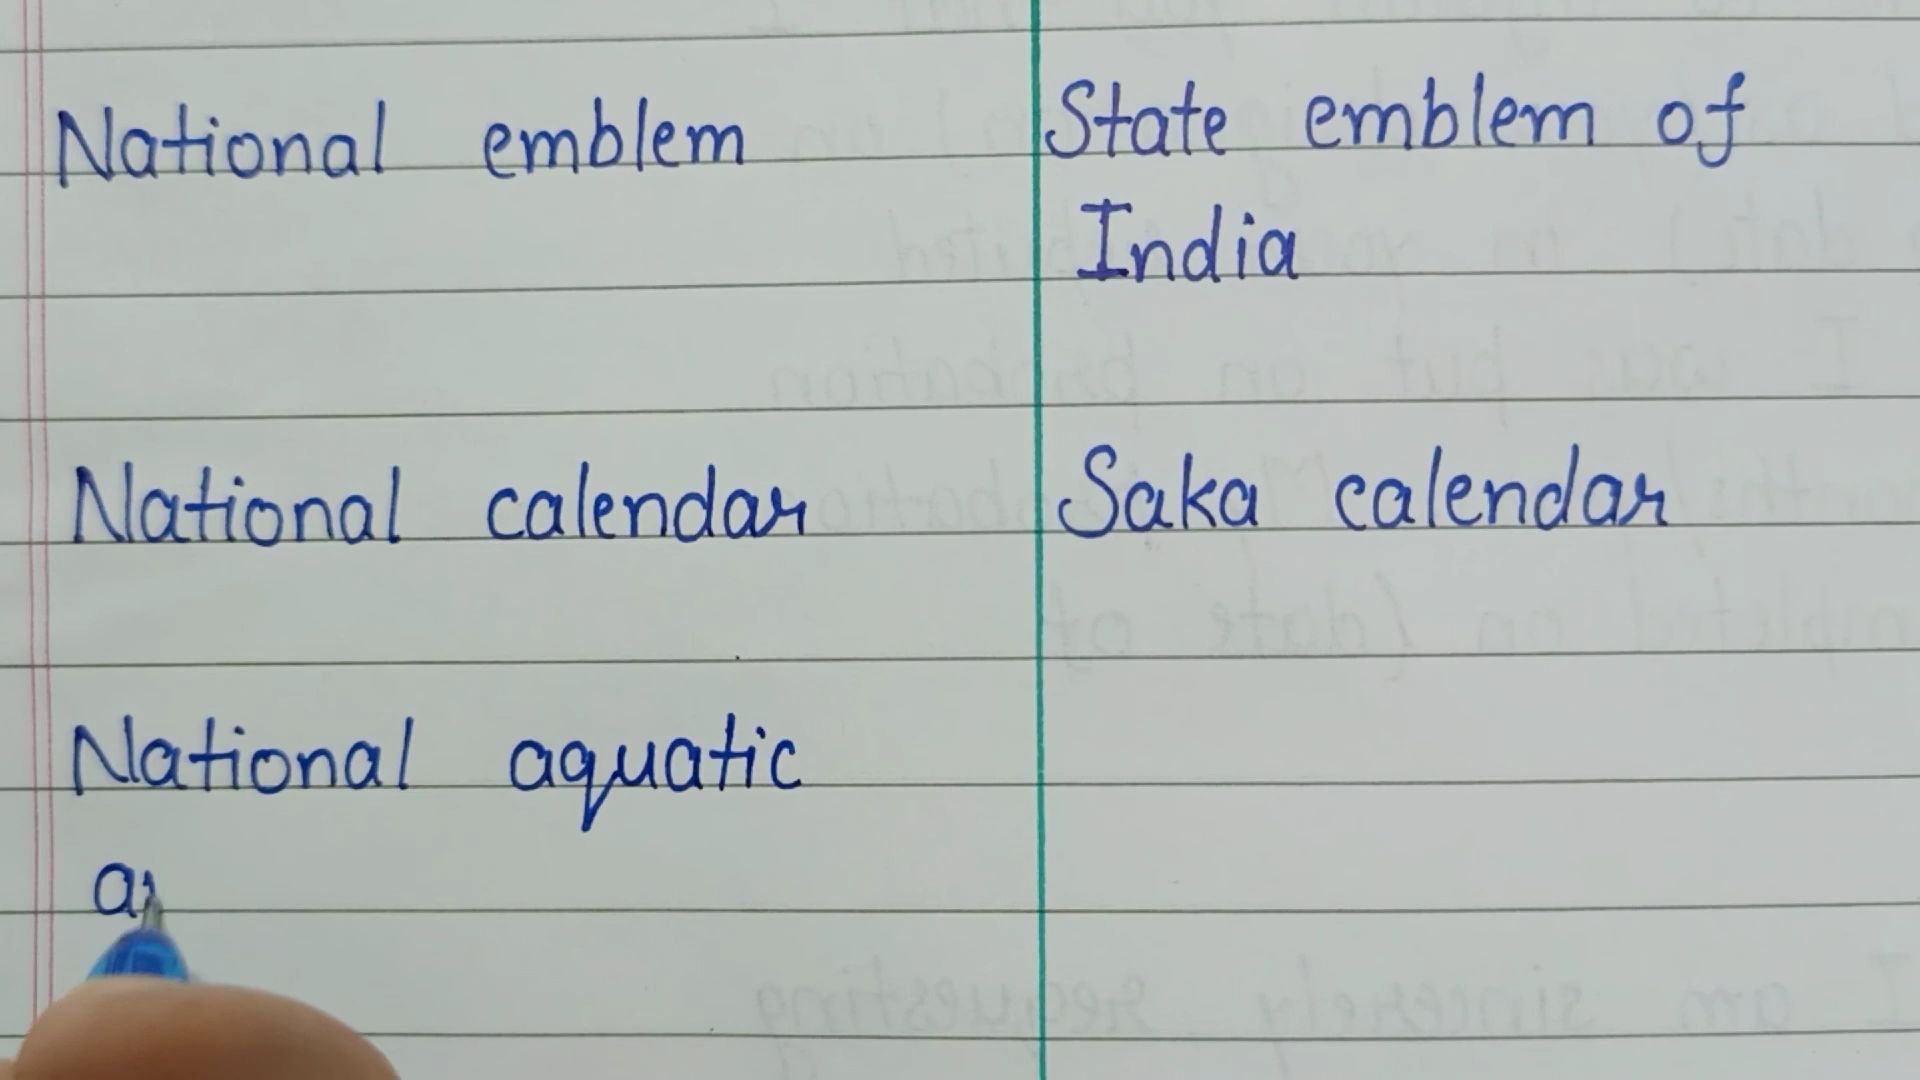 National emblem
State emblem of
India
National calendar
Saka calendar
National aquatic